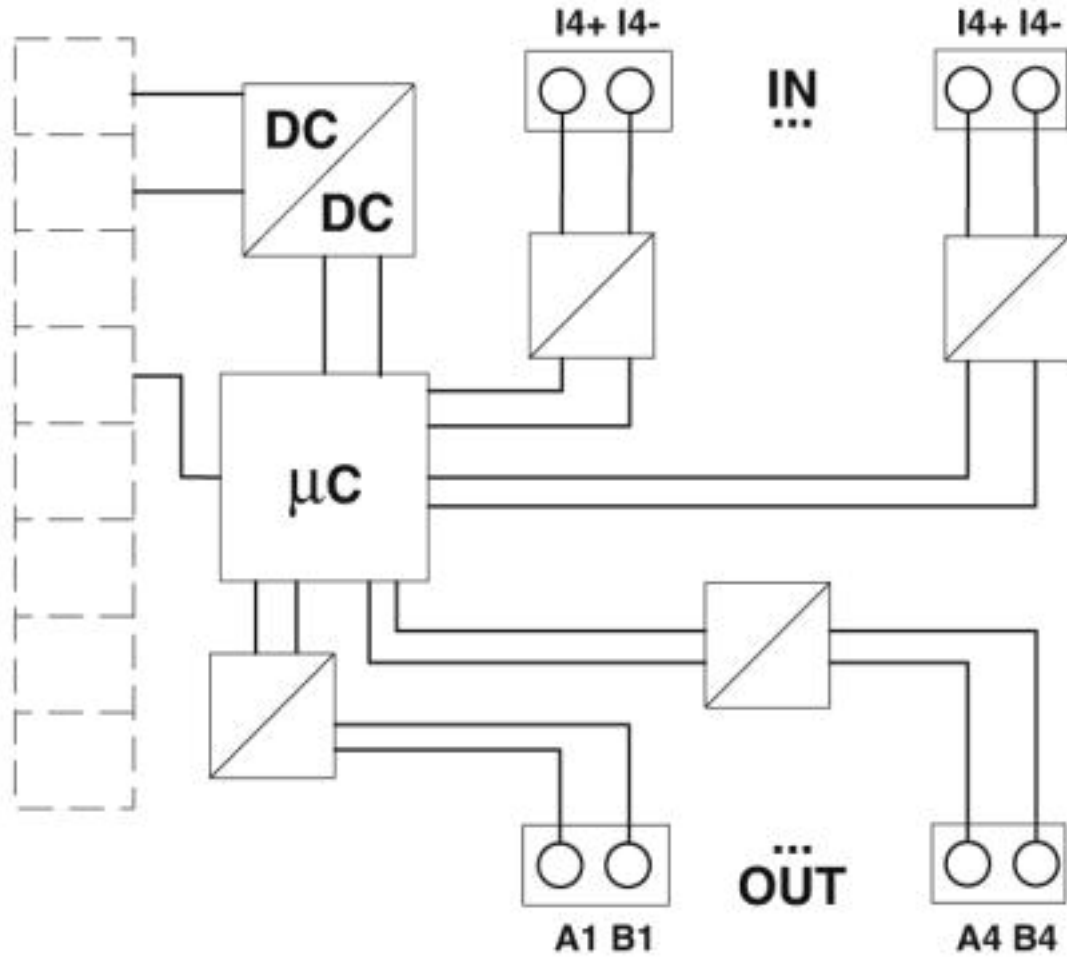 I4+ I4-
I4+ I4-
IN
...
DC
DC
μC
...
OUT
A1 B1
A4 B4